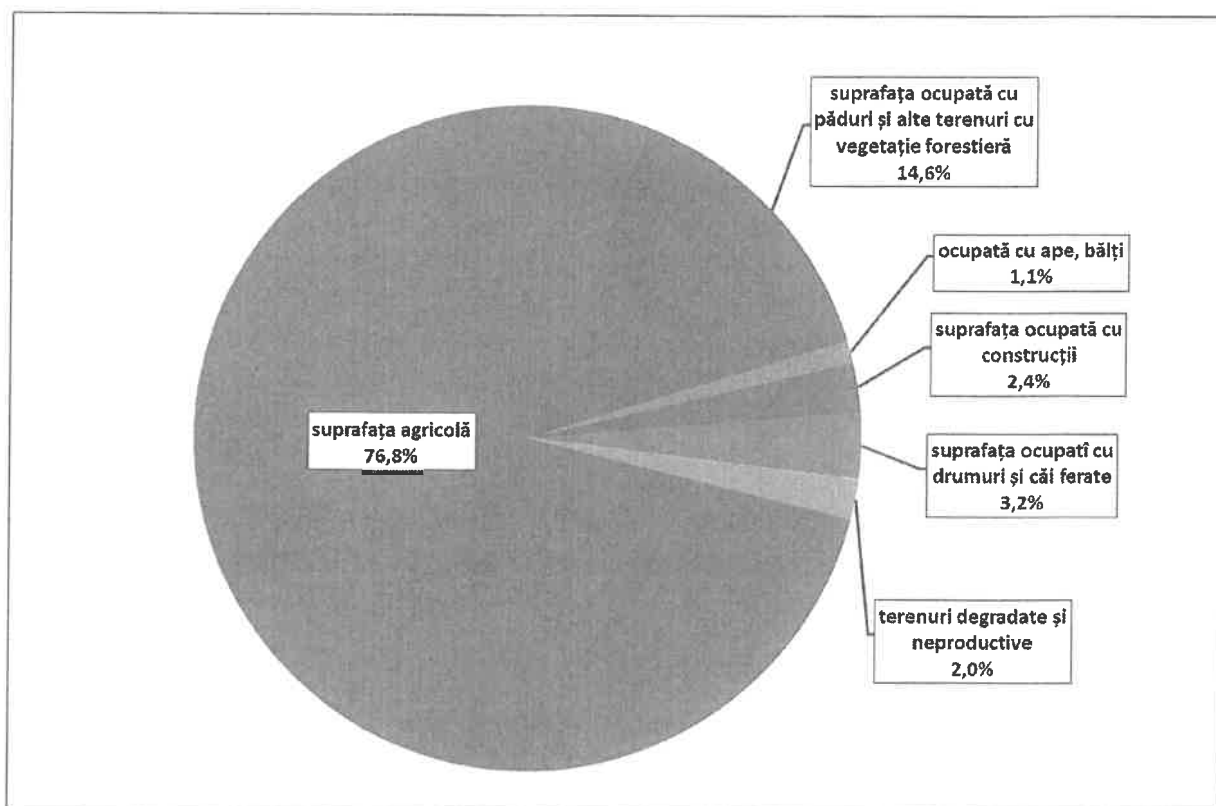 suprafața ocupată cu
păduri și alte terenuri cu
vegetație forestieră
14,6%
ocupată cu ape, bălți
1,1%
suprafața ocupată cu
construcții
2,4%
suprafața agricolă
76,8%
suprafața ocupatî cu
drumuri și căi ferate
3,2%
terenuri degradate și
neproductive
2,0%